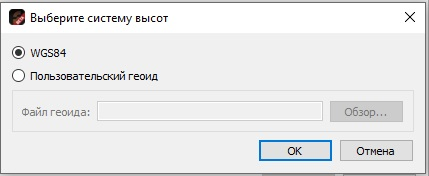 Выберите систему высот
WGS84
Пользовательский геоид
Файл геоида: Обзор...
OK Отмена